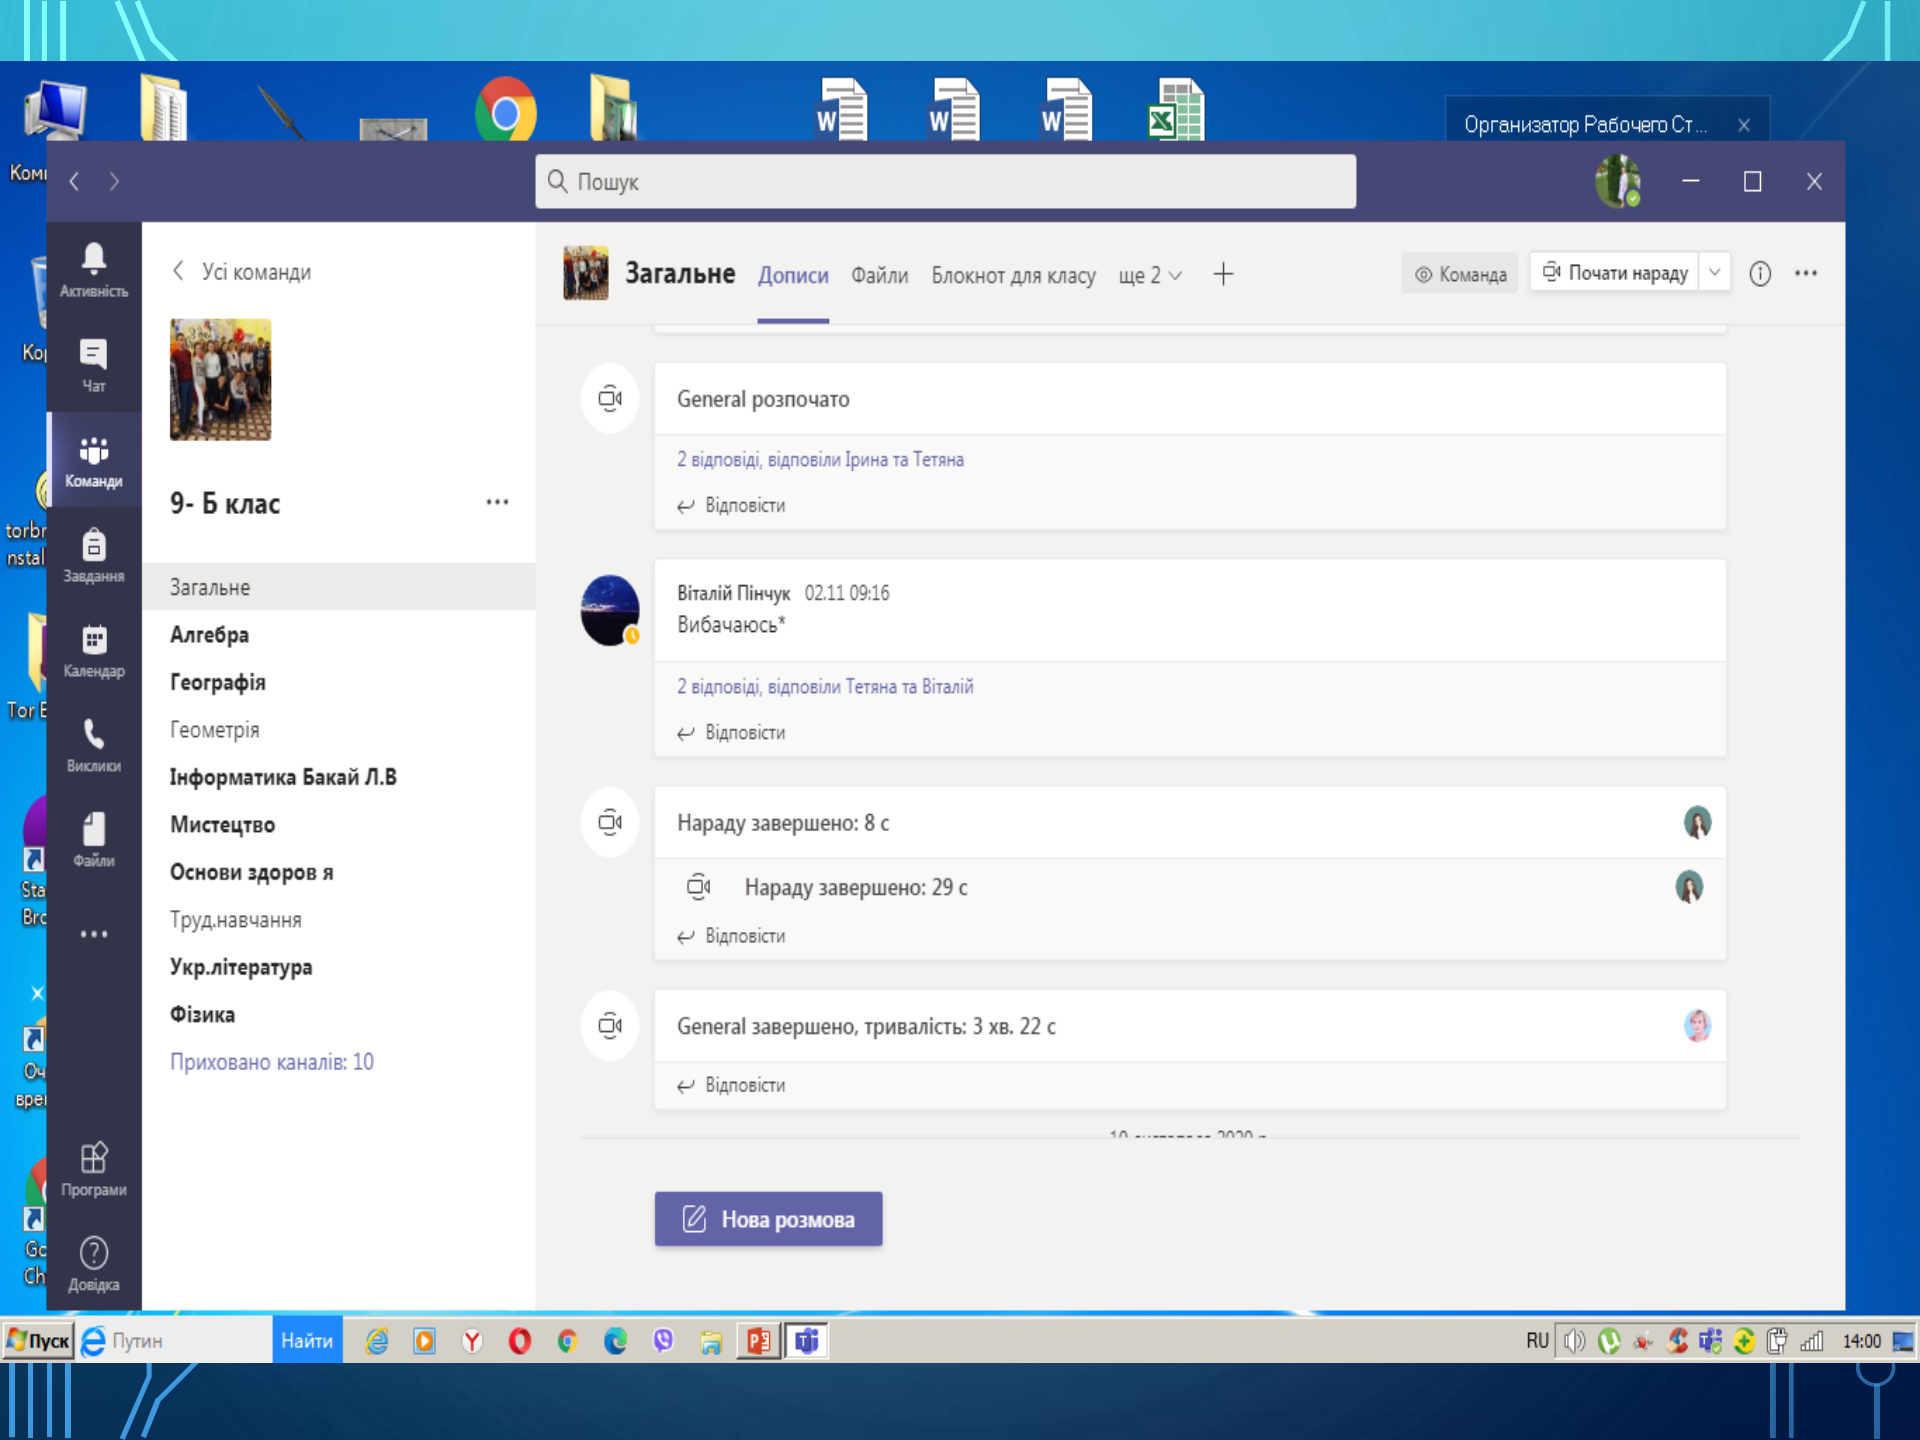 Организатор Рабочего Ст...
Пошук
Активність
Чат
Команди
Завдання
Календар
Виклики
Файли
Програми
Довідка
Усі команди
9- Б клас
Загальне
Алгебра
Географія
Геометрія
Інформатика Бакай Л.В
Мистецтво
Основи здоров я
Труд.навчання
Укр.література
Фізика
Приховано каналів: 10
Загальне Дописи Файли Блокнот для класу ще 2
Команда Почати нараду
General розпочато
2 відповіді, відповіли Ірина та Тетяна
Відповісти
Віталій Пінчук 02.11 09:16
Вибачаюсь*
2 відповіді, відповіли Тетяна та Віталій
Відповісти
Нараду завершено: 8 с
Нараду завершено: 29 с
Відповісти
General завершено, тривалість: 3 хв. 22 с
Відповісти
Нова розмова
Пуск Путин Найти RU 14:00